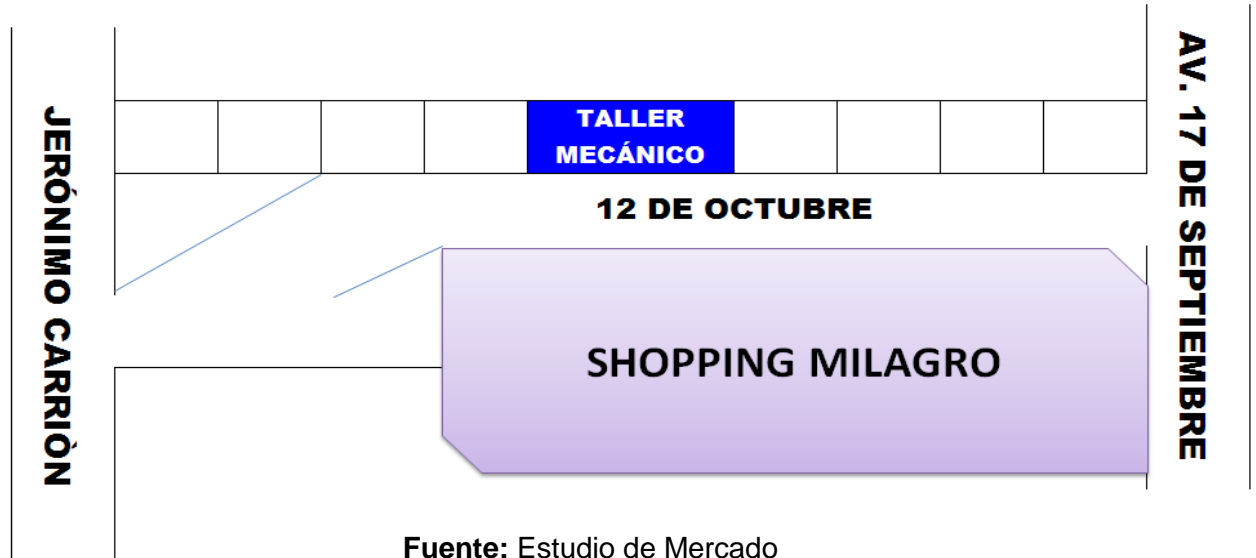 JERÓNIMO CARRIÒN
TALLER
MECÁNICO
12 DE OCTUBRE
SHOPPING MILAGRO
AV. 17 DE SEPTIEMBRE
Fuente: Estudio de Mercado